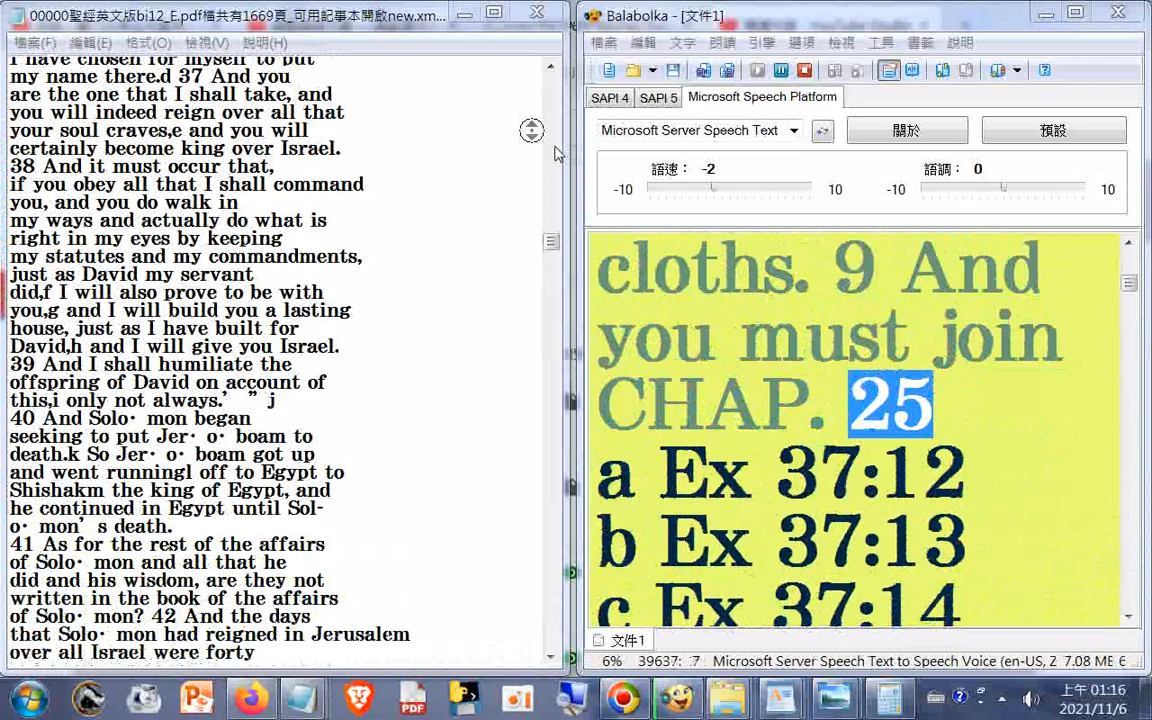 00000聖經英文版bi12_E.pdf檔共有1669頁_可用記事本開啟new.xm...
檔案(F) 編輯(E) 格式(O) 檢視(V) 說明(H)
I have chosen for myself to put
my name there.d 37 And you
are the one that I shall take, and
you will indeed reign over all that
your soul craves,e and you will
certainly become king over Israel.
38 And it must occur that,
if you obey all that I shall command
you, and you do walk in
my ways and actually do what is
right in my eyes by keeping
my statutes and my commandments,
just as David my servant
did,f I will also prove to be with
you,g and I will build you a lasting
house, just as I have built for
David,h and I will give you Israel.
39 And I shall humiliate the
offspring of David on account of
this,i only not always.’ ” j
40 And Solo· mon began
seeking to put Jer· o· boam to
death.k So Jer· o· boam got up
and went runningl off to Egypt to
Shishakm the king of Egypt, and
he continued in Egypt until Sol-
o· mon’ s death.
41 As for the rest of the affairs
of Solo· mon and all that he
did and his wisdom, are they not
written in the book of the affairs
of Solo· mon? 42 And the days
that Solo· mon had reigned in Jerusalem
over all Israel were forty
Balabolka - [文件1]
檔案 編輯 文字 朗讀 引擎 選項 檢視 工具 書籤 說明
SAPI 4 SAPI 5 Microsoft Speech Platform
Microsoft Server Speech Text 關於 預設
語速： -2 語調： 0
-10 10 -10 10
cloths. 9 And
you must join
CHAP. 25
a Ex 37:12
b Ex 37:13
c Ex 37:14
文件1
6% 39637: 7 Microsoft Server Speech Text to Speech Voice (en-US, Z 7.08 MB 6
上午 01:16
2021/11/6